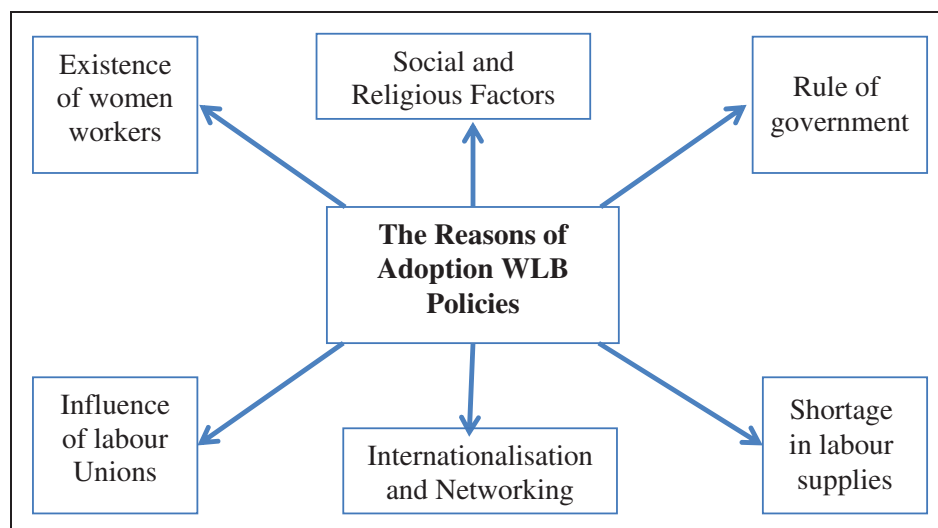 Existence
of women
workers
Social and
Religious Factors
Rule of
government
The Reasons of
Adoption WLB
Policies
Influence
of labour
Unions
Internationalisation
and Networking
Shortage
in labour
supplies